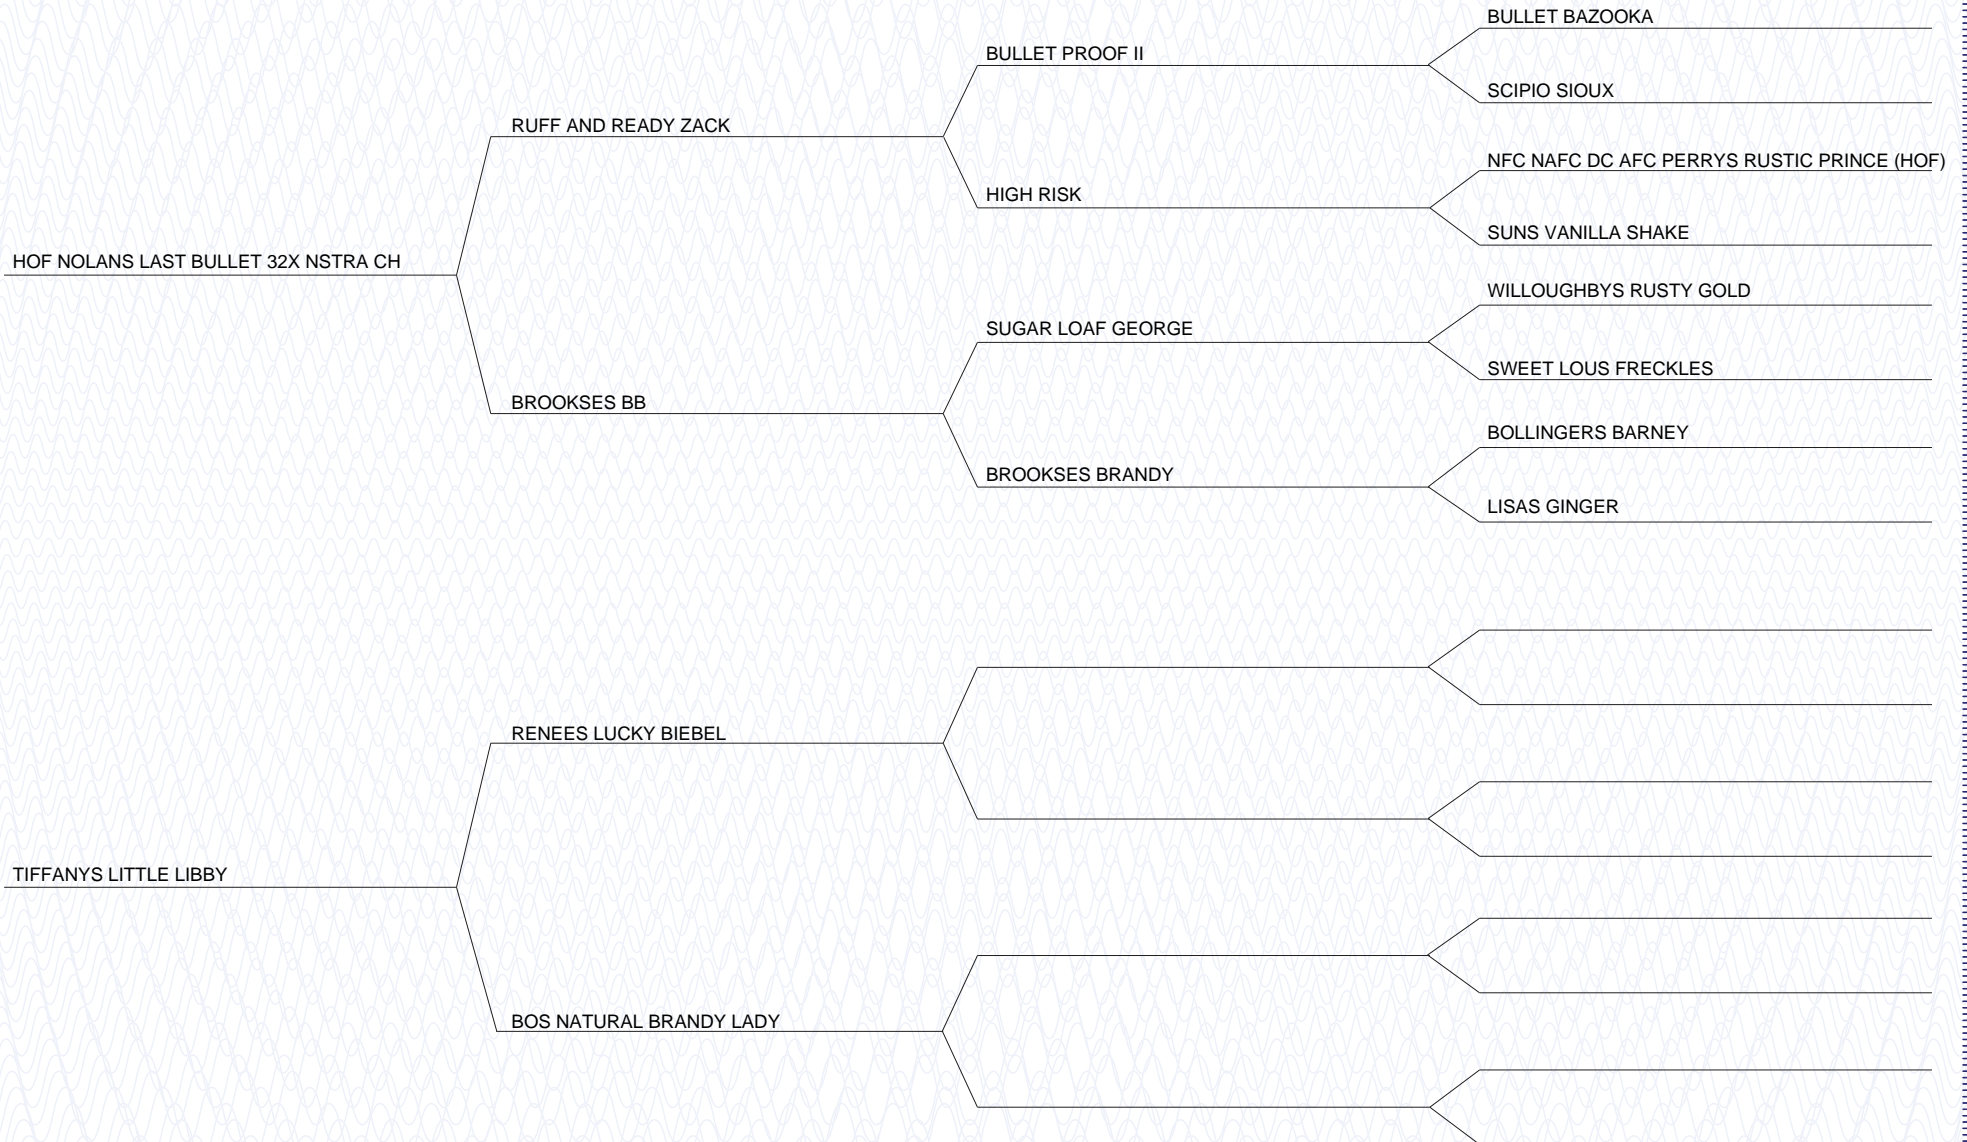 BULLET BAZOOKA
BULLET PROOF II
SCIPIO SIOUX
RUFF AND READY ZACK
NFC NAFC DC AFC PERRYS RUSTIC PRINCE (HOF)
HIGH RISK
SUNS VANILLA SHAKE
HOF NOLANS LAST BULLET 32X NSTRA CH
WILLOUGHBYS RUSTY GOLD
SUGAR LOAF GEORGE
SWEET LOUS FRECKLES
BROOKSES BB
BOLLINGERS BARNEY
BROOKSES BRANDY
LISAS GINGER
RENEES LUCKY BIEBEL
TIFFANYS LITTLE LIBBY
BOS NATURAL BRANDY LADY